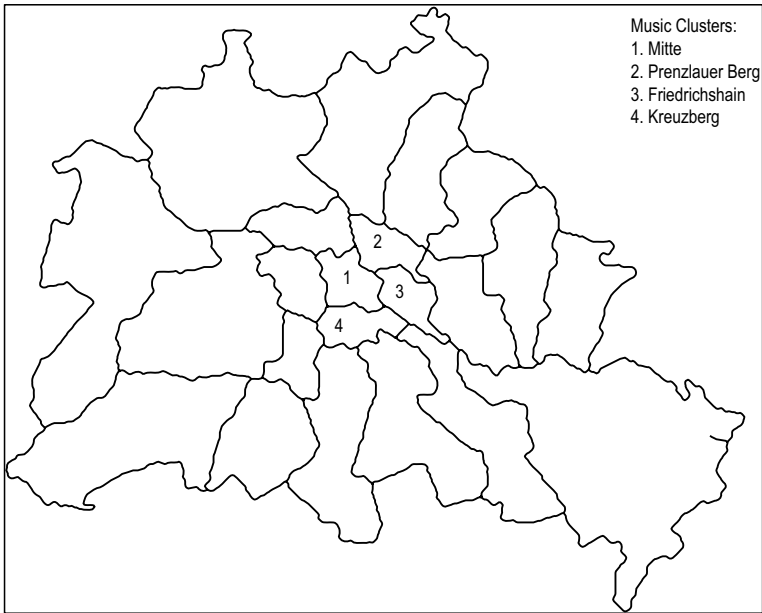 Music Clusters:
1. Mitte
2. Prenzlauer Berg
3. Friedrichshain
4. Kreuzberg
2
1
3
4